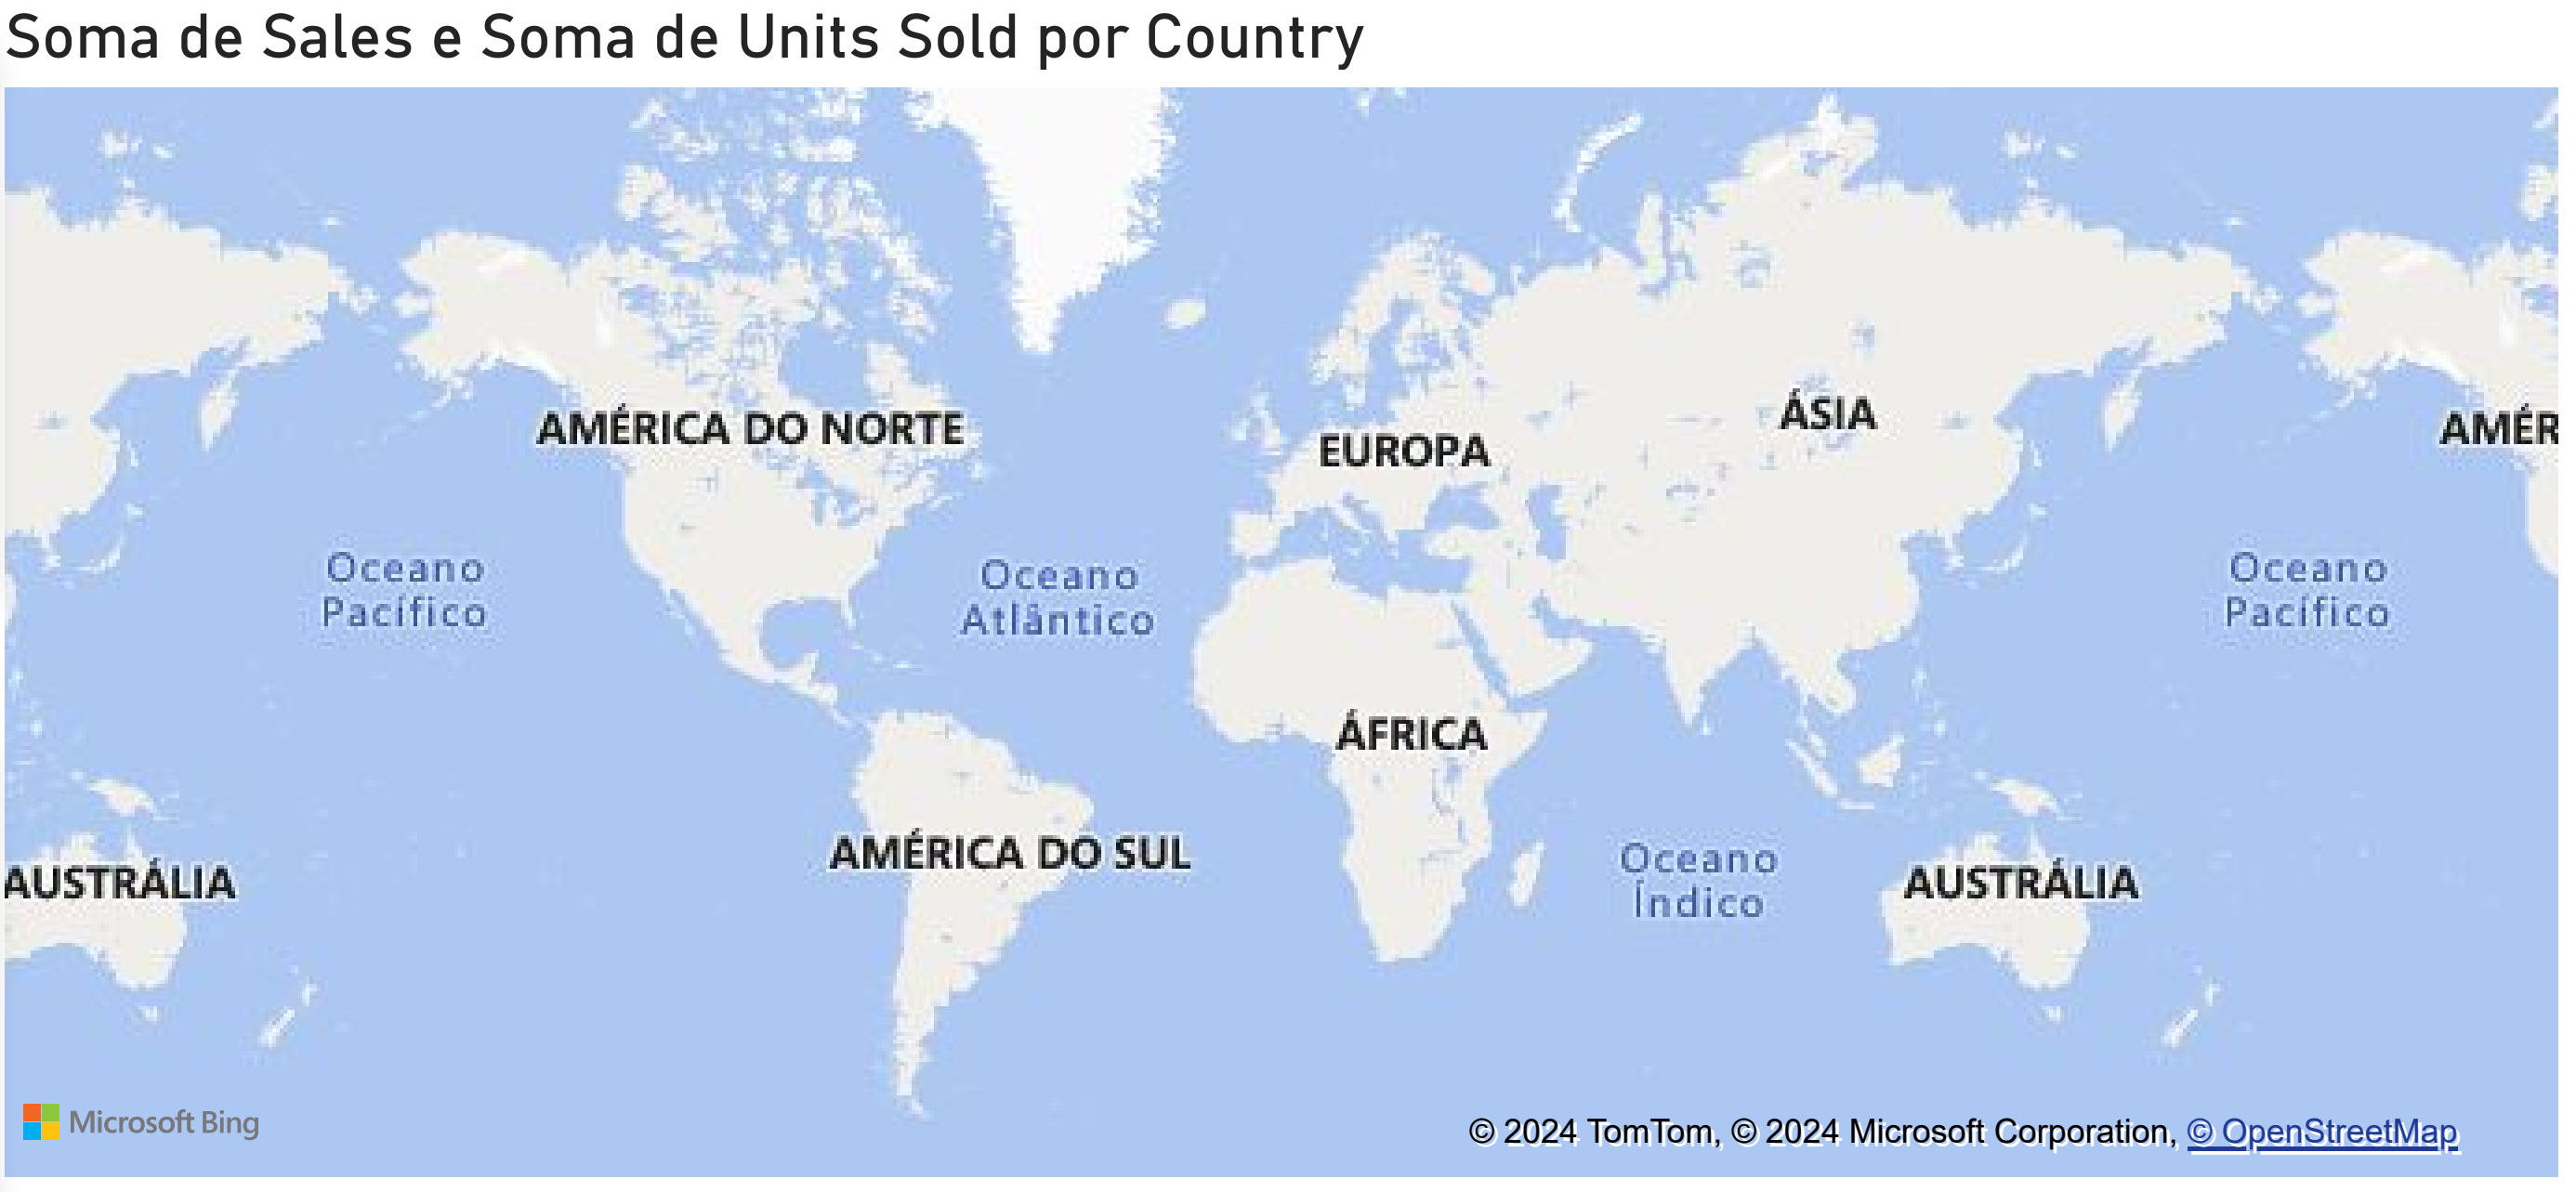 Soma de Sales e Soma de Units Sold por Country
AMÉRICA DO NORTE
ÁSIA
EUROPA
AMÉR
Oceano
Pacífico
Oceano
Atlântico
Oceano
Pacífico
ÁFRICA
AMÉRICA DO SUL
Oceano
Índico
AUSTRÁLIA
AUSTRÁLIA
Microsoft Bing
© 2024 TomTom, © 2024 Microsoft Corporation, © OpenStreetMap